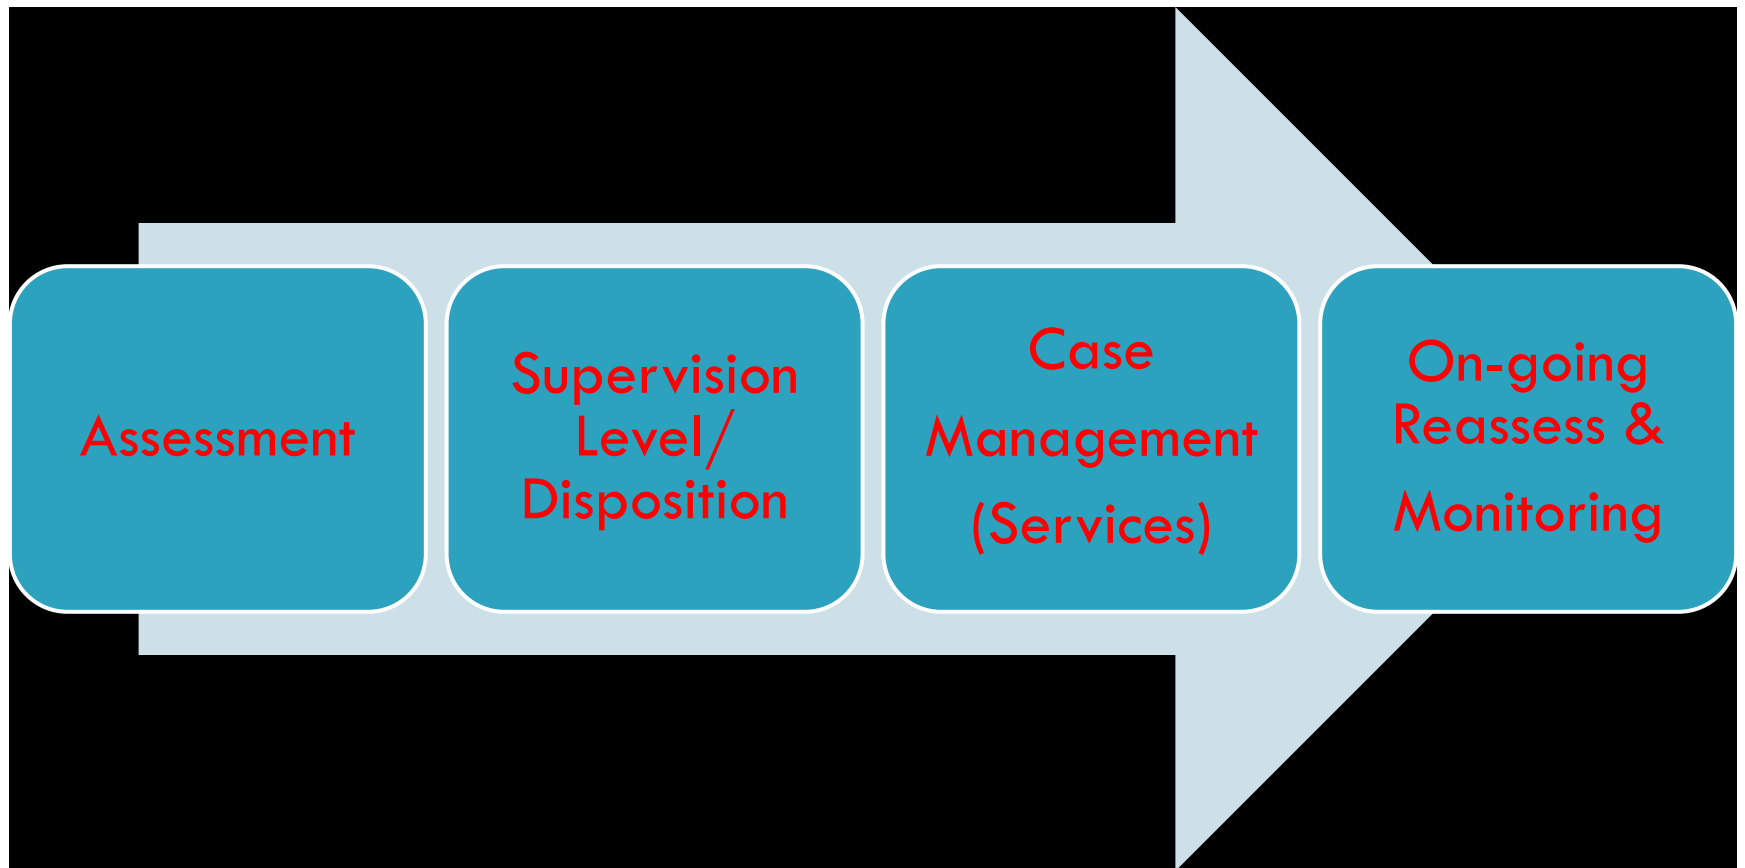 Assessment
Supervision
Level/
Disposition
Case
Management
(Services)
On-going
Reassess &
Monitoring